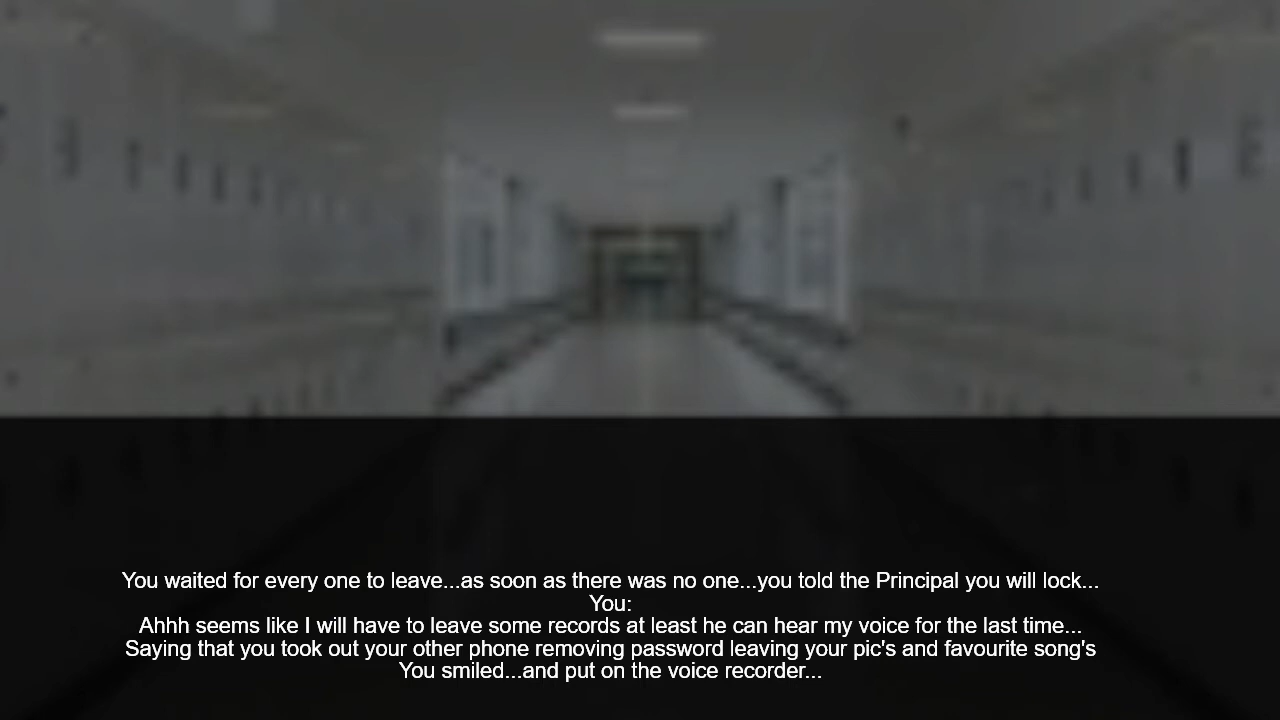 You waited for every one to leave...as soon as there was no one...you told the Principal you will lock...
You:
Ahhh seems like I will have to leave some records at least he can hear my voice for the last time...
Saying that you took out your other phone removing password leaving your pic's and favourite song's
You smiled...and put on the voice recorder...